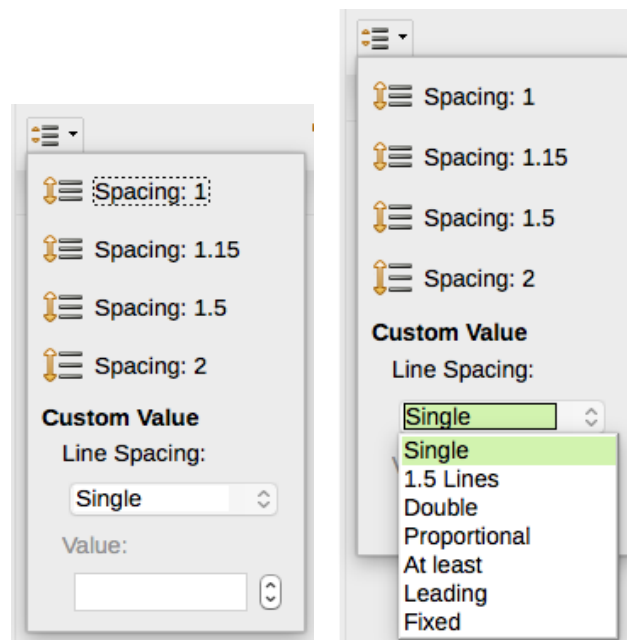 Spacing: 1
Spacing: 1.15
Spacing: 1.5
Spacing: 2
Custom Value
Line Spacing:
Single
Value:
Spacing: 1
Spacing: 1.15
Spacing: 1.5
Spacing: 2
Custom Value
Line Spacing:
Single
Single
1.5 Lines
Double
Proportional
At least
Leading
Fixed